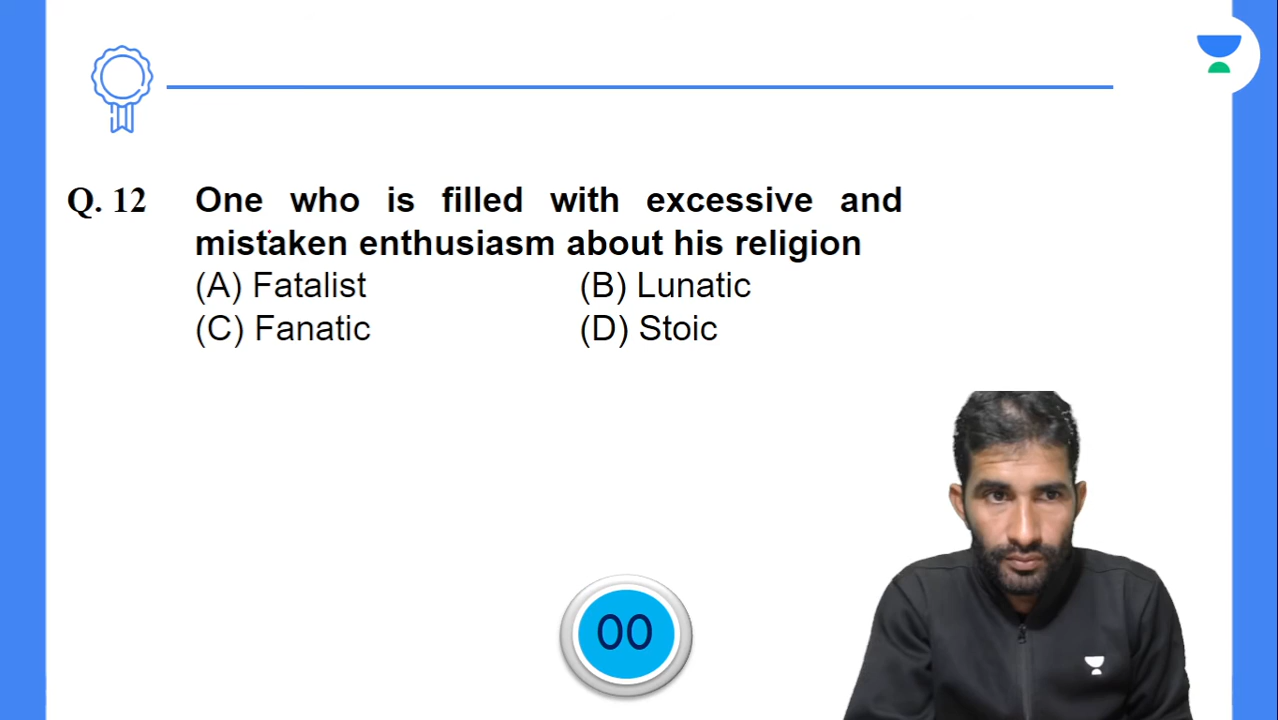 Q. 12 One who is filled with excessive and
mistaken enthusiasm about his religion
(A) Fatalist (B) Lunatic
(C) Fanatic (D) Stoic
00